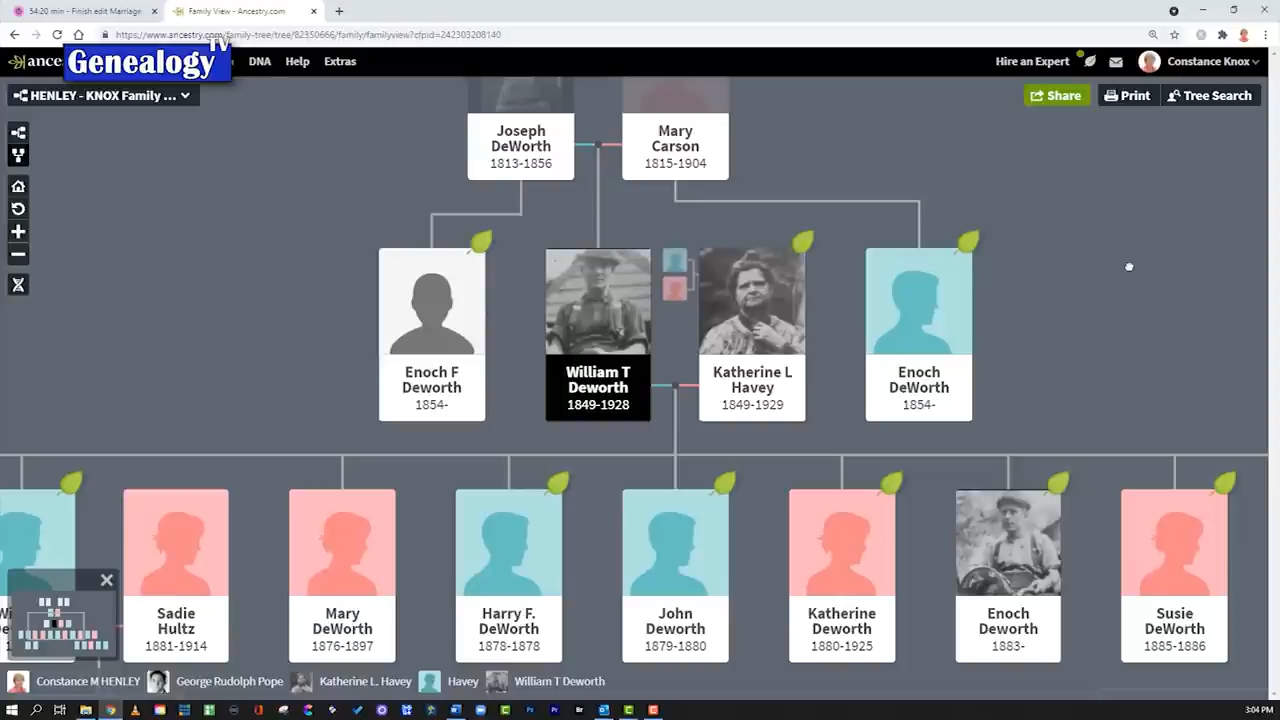 54:20 min - Finish edit Marriage
Family View - Ancestry.com
https://www.ancestry.com/family-tree/tree/82350666/family/familyview?cfpid=242303208140
Genealogy TV
DNA
Help
Extras
Hire an Expert
Constance Knox
HENLEY - KNOX Family ...
Share
Print
Tree Search
Joseph
DeWorth
1813-1856
Mary
Carson
1815-1904
Enoch F
Deworth
1854-
William T
Deworth
1849-1928
Katherine L
Havey
1849-1929
Enoch
DeWorth
1854-
Sadie
Hultz
1881-1914
Mary
DeWorth
1876-1897
Harry F.
DeWorth
1878-1878
John
Deworth
1879-1880
Katherine
Deworth
1880-1925
Enoch
Deworth
1883-
Susie
DeWorth
1885-1886
Constance M HENLEY
George Rudolph Pope
Katherine L. Havey
Havey
William T Deworth
3:04 PM